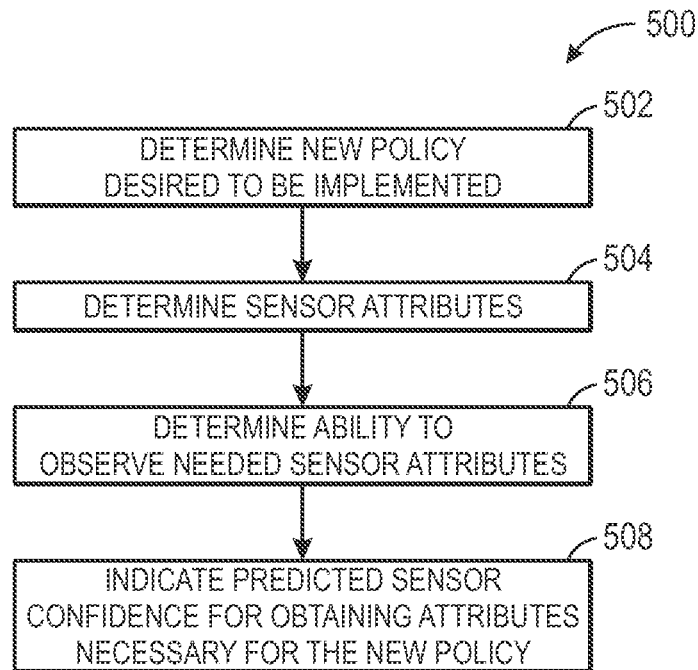 500
502
DETERMINE NEW POLICY
DESIRED TO BE IMPLEMENTED
504
DETERMINE SENSOR ATTRIBUTES
506
DETERMINE ABILITY TO
OBSERVE NEEDED SENSOR ATTRIBUTES
508
INDICATE PREDICTED SENSOR
CONFIDENCE FOR OBTAINING ATTRIBUTES
NECESSARY FOR THE NEW POLICY